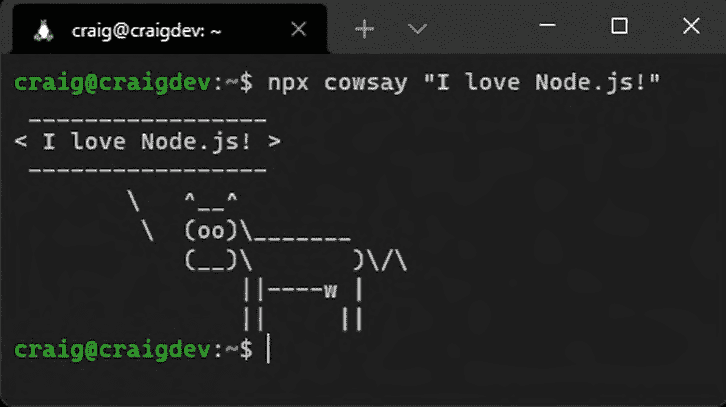 craig@craigdev: ~
craig@craigdev:~$ npx cowsay "I love Node.js!"
 _________________
< I love Node.js! >
 -----------------
        \   ^__^
         \  (oo)\_______
            (__)\       )\/\
                ||----w |
                ||     ||
craig@craigdev:~$